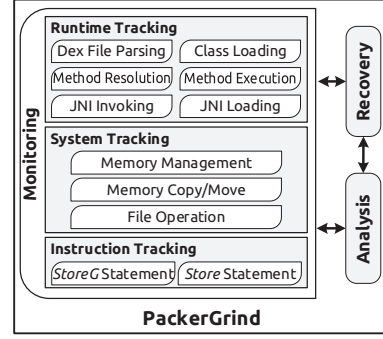 Runtime Tracking
Dex File Parsing Class Loading
Method Resolution Method Execution
JNI Invoking JNI Loading
System Tracking
Memory Management
Memory Copy/Move
File Operation
Instruction Tracking
StoreG Statement Store Statement
Monitoring
Recovery
Analysis
PackerGrind